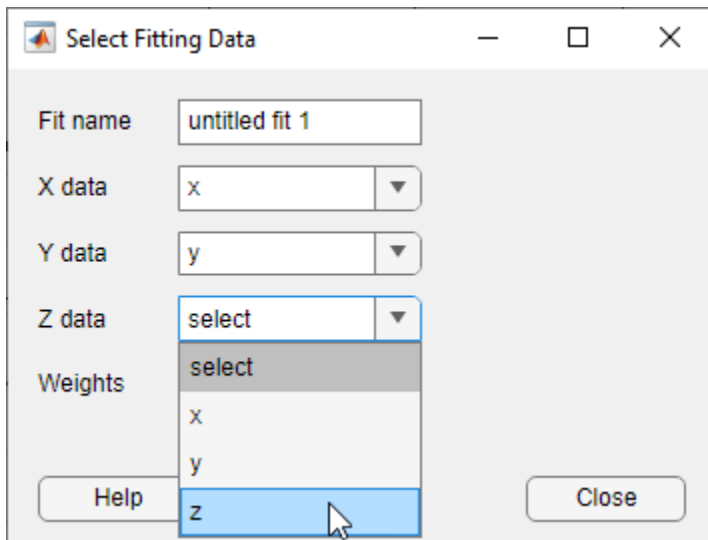 Select Fitting Data
Fit name untitled fit 1
X data x
Y data y
Z data select
select
Weights
x
y
Help z Close